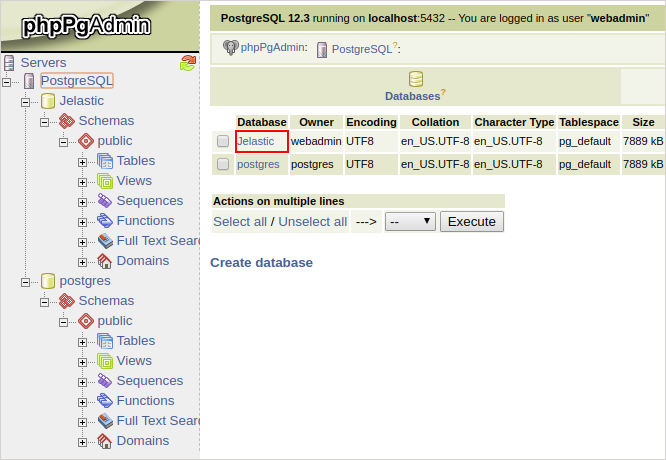 phpPgAdmin
Servers
PostgreSQL
Jelastic
Schemas
public
Tables
Views
Sequences
Functions
Full Text Sear
Domains
postgres
Schemas
public
Tables
Views
Sequences
Functions
Full Text Sear
Domains
PostgreSQL 12.3 running on localhost:5432 -- You are logged in as user "webadmin"
phpPgAdmin: PostgreSQL?:
Databases?
Database Owner Encoding Collation Character Type Tablespace Size
Jelastic webadmin UTF8 en_US.UTF-8 en_US.UTF-8 pg_default 7889 kB
postgres postgres UTF8 en_US.UTF-8 en_US.UTF-8 pg_default 7889 kB
Actions on multiple lines
Select all / Unselect all ---> -- Execute
Create database